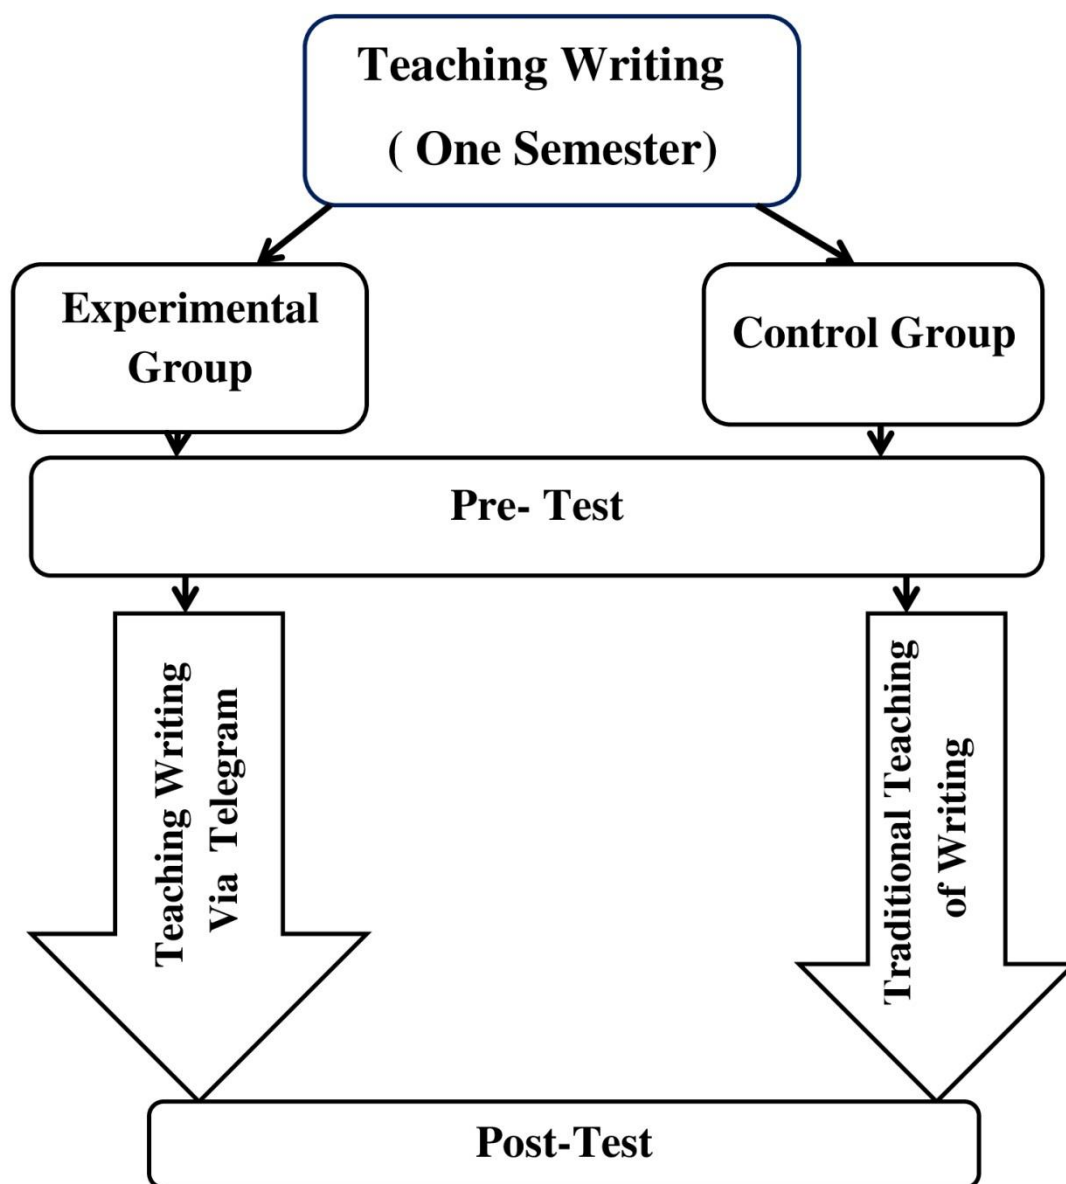 Teaching Writing
( One Semester)
Experimental
Group
Control Group
Pre- Test
Teaching Writing
Via Telegram
Traditional Teaching
of Writing
Post-Test